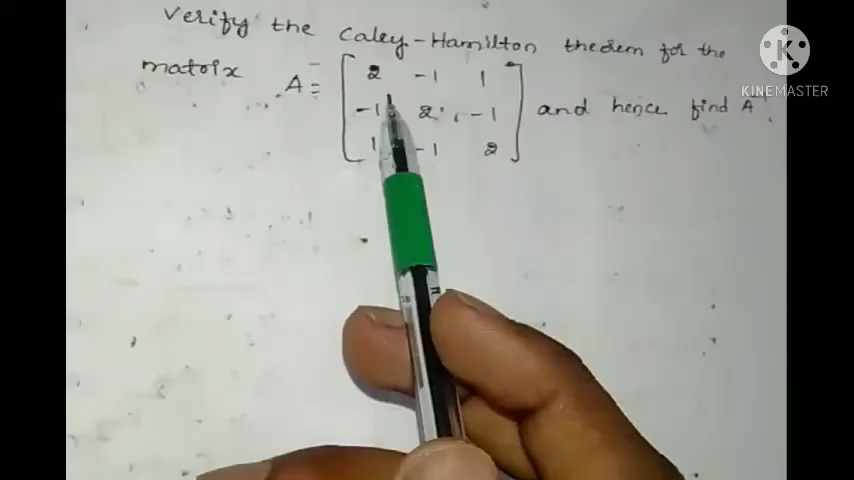 Verify the Caley-Hamilton theorem for the
matrix A = [ 2 -1 1
-1 2 -1 and hence find A⁻¹.
1 -1 2 ]
K
KINEMASTER